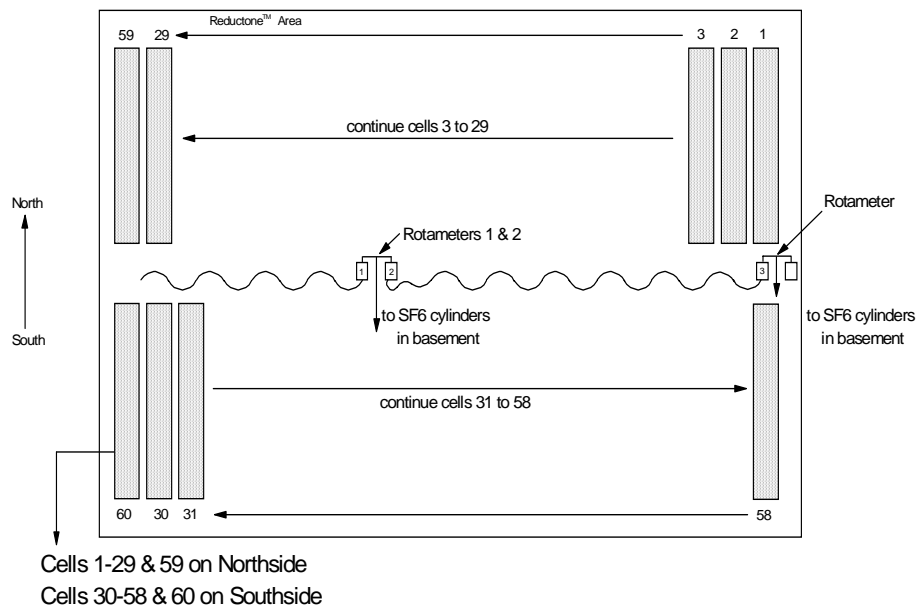 Reductone™ Area
59 29 3 2 1
continue cells 3 to 29
North
Rotameter
Rotameters 1 & 2
1 2 3
to SF6 cylinders
in basement
to SF6 cylinders
in basement
South
continue cells 31 to 58
60 30 31 58
Cells 1-29 & 59 on Northside
Cells 30-58 & 60 on Southside